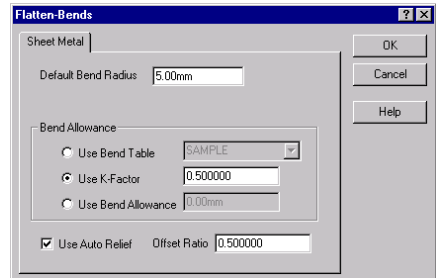 Flatten-Bends
Sheet Metal
OK
Default Bend Radius 5.00mm
Cancel
Help
Bend Allowance
Use Bend Table SAMPLE
Use K-Factor 0.500000
Use Bend Allowance 0.00mm
Use Auto Relief Offset Ratio 0.500000